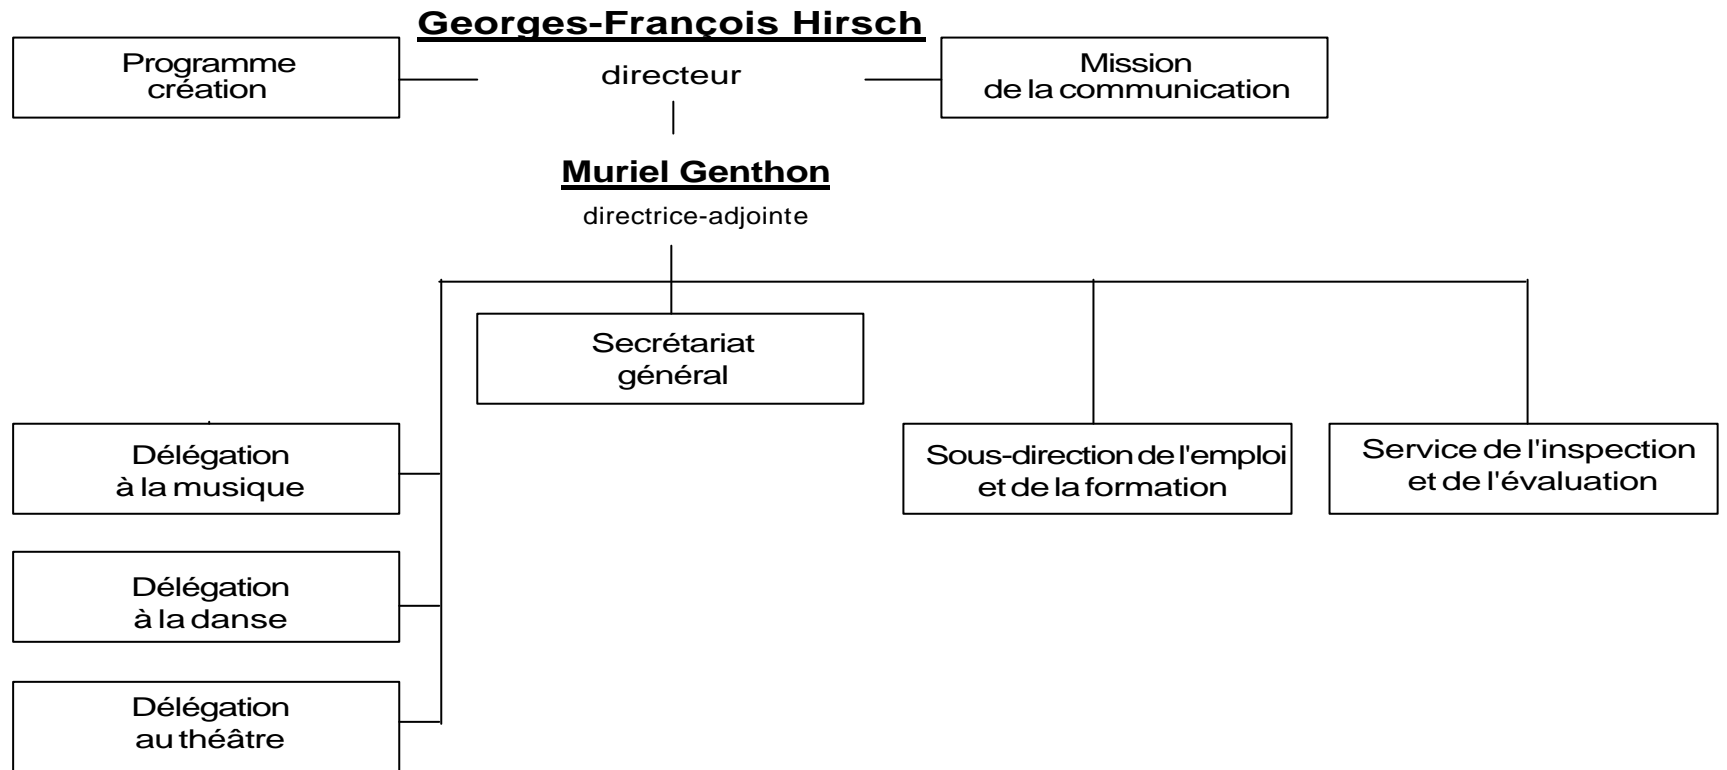 Georges-François Hirsch
Programme
création
directeur
Mission
de la communication
Muriel Genthon
directrice-adjointe
Secrétariat
général
Délégation
à la musique
Sous-direction de l'emploi
et de la formation
Service de l'inspection
et de l'évaluation
Délégation
à la danse
Délégation
au théâtre